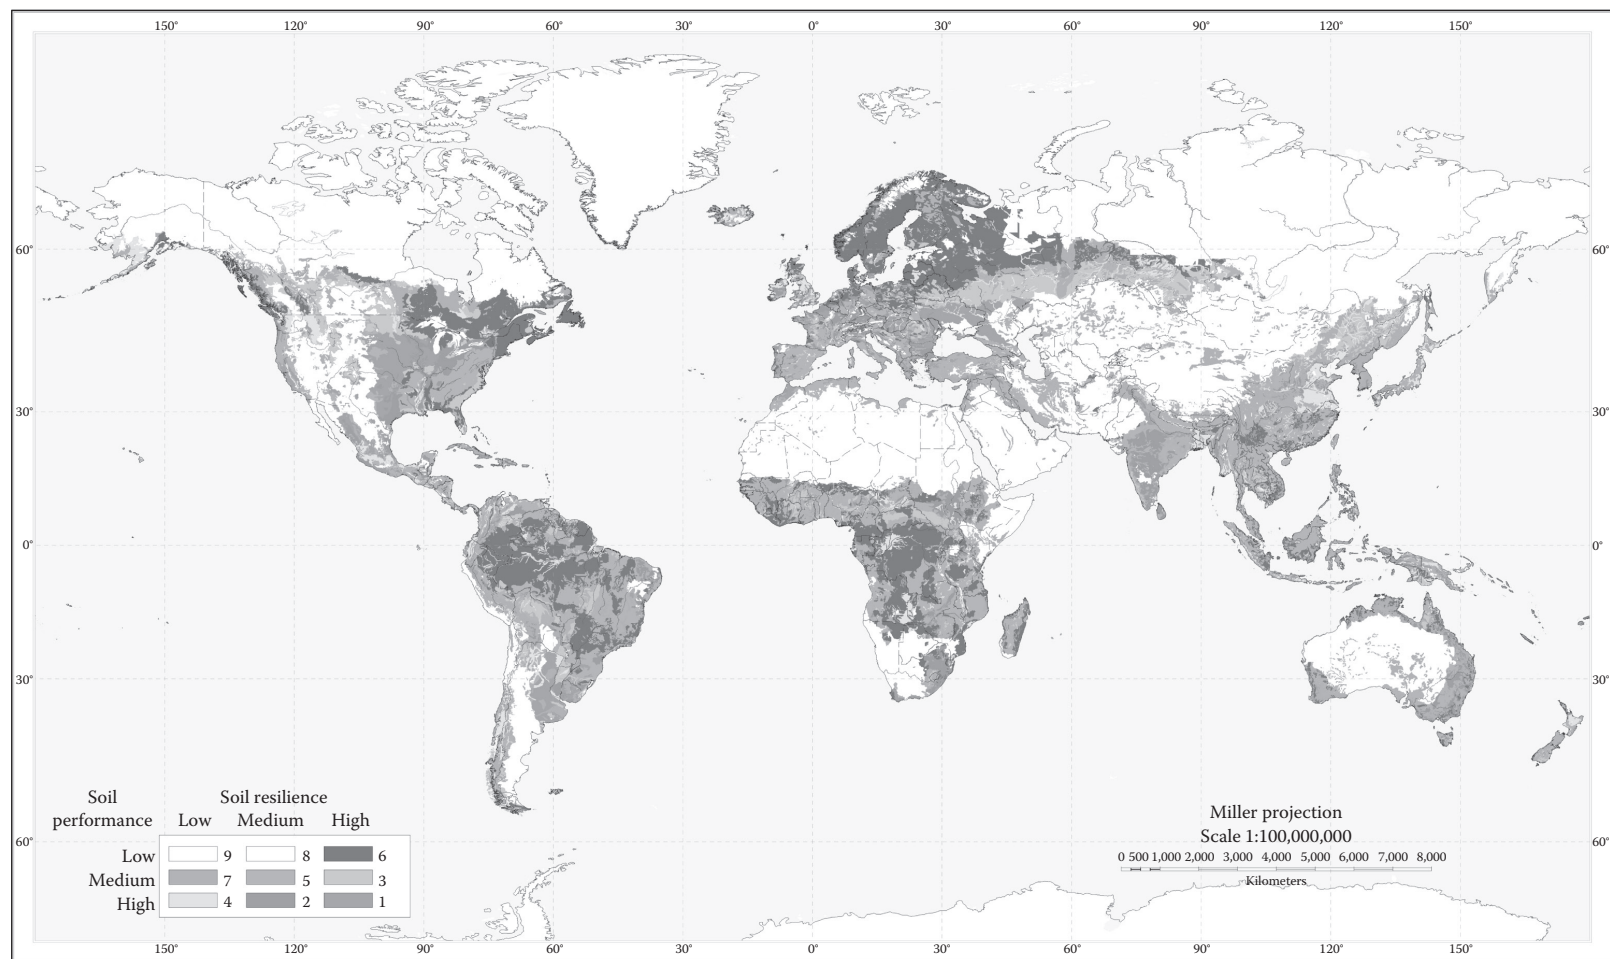 150° 120° 90° 60° 30° 0° 30° 60° 90° 120° 150°
60° 60°
30° 30°
0° 0°
30° 30°
Soil Soil resilience
performance Low Medium High
Low 9 8 6
Medium 7 5 3
High 4 2 1
Miller projection
Scale 1:100,000,000
60° 60°
0 500 1,000 2,000 3,000 4,000 5,000 6,000 7,000 8,000
Kilometers
150° 120° 90° 60° 30° 0° 30° 60° 90° 120° 150°